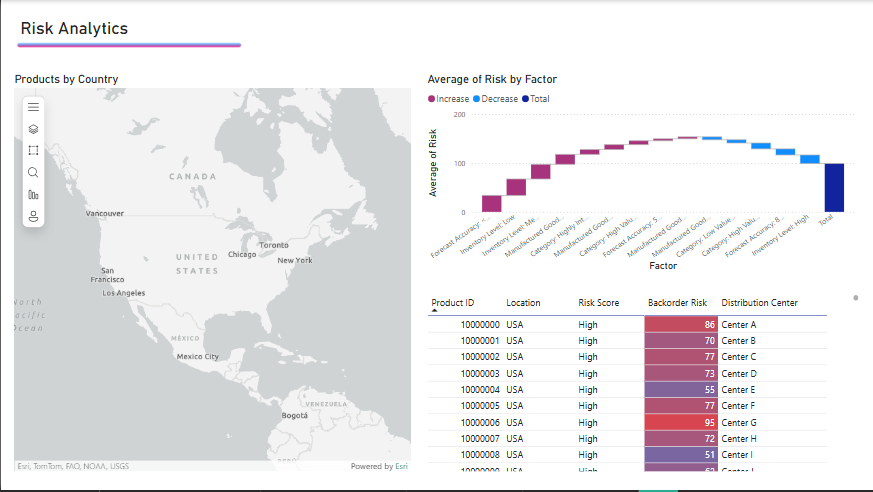 Risk Analytics
Products by Country
CANADA
Vancouver
UNITED
STATES
Toronto
Chicago
New York
San
Francisco
Los Angeles
North
Pacific
Ocean
MÉXICO
Mexico City
VENEZUELA
Bogotá
Esri, TomTom, FAO, NOAA, USGS
Powered by Esri
Average of Risk by Factor
Increase Decrease Total
Average of Risk
200
100
0
Forecast Accuracy: <...
Inventory Level: Low
Inventory Level: Me...
Manufactured Good...
Category: Highly Int...
Manufactured Good...
Category: High Valu...
Forecast Accuracy: 5...
Manufactured Good...
Manufactured Good...
Category: Low Value...
Category: High Valu...
Forecast Accuracy: 8...
Inventory Level: High
Total
Factor
Product ID Location Risk Score Backorder Risk Distribution Center
10000000 USA High 86 Center A
10000001 USA High 70 Center B
10000002 USA High 77 Center C
10000003 USA High 73 Center D
10000004 USA High 55 Center E
10000005 USA High 77 Center F
10000006 USA High 95 Center G
10000007 USA High 72 Center H
10000008 USA High 51 Center I